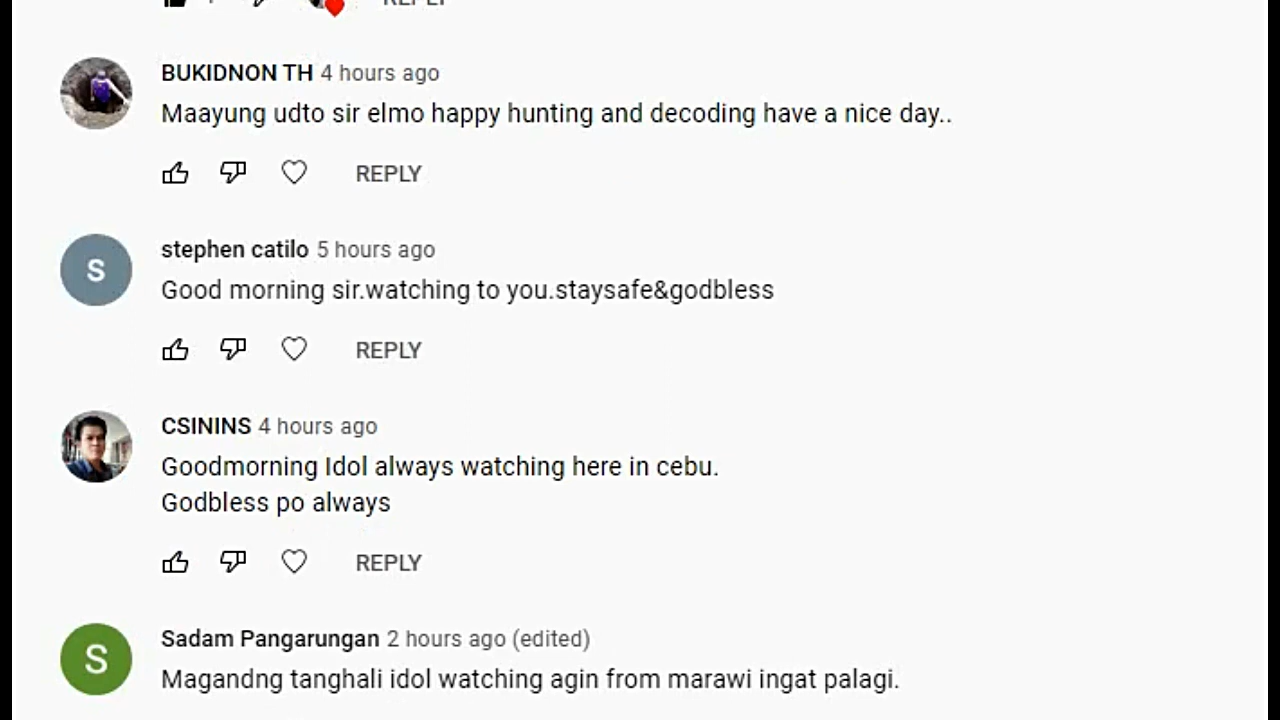 REPLY
BUKIDNON TH 4 hours ago
Maayung udto sir elmo happy hunting and decoding have a nice day..
REPLY
S
stephen catilo 5 hours ago
Good morning sir.watching to you.staysafe&godbless
REPLY
CSININS 4 hours ago
Goodmorning Idol always watching here in cebu.
Godbless po always
REPLY
S
Sadam Pangarungan 2 hours ago (edited)
Magandng tanghali idol watching agin from marawi ingat palagi.